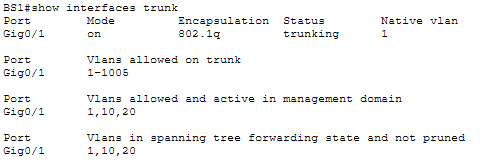 BS1#show interfaces trunk
Port        Mode         Encapsulation  Status        Native vlan
Gig0/1      on           802.1q         trunking      1
Port        Vlans allowed on trunk
Gig0/1      1-1005
Port        Vlans allowed and active in management domain
Gig0/1      1,10,20
Port        Vlans in spanning tree forwarding state and not pruned
Gig0/1      1,10,20